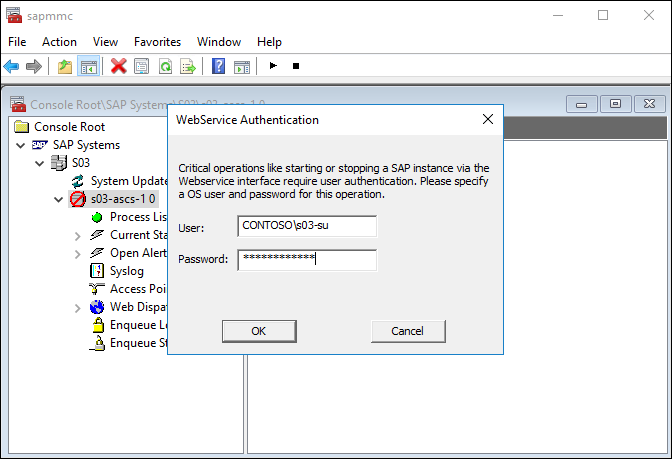 sapmmc
File Action View Favorites Window Help
Console Root\SAP Systems\S03\s03-ascs-1 0
Console Root
SAP Systems
S03
System Update
s03-ascs-1 0
Process Lis
Current Sta
Open Alert
Syslog
Access Poi
Web Dispat
Enqueue L
Enqueue St
WebService Authentication
Critical operations like starting or stopping a SAP instance via the
Webservice interface require user authentication. Please specify
a OS user and password for this operation.
User: CONTOSO\s03-su
Password: ************
OK Cancel